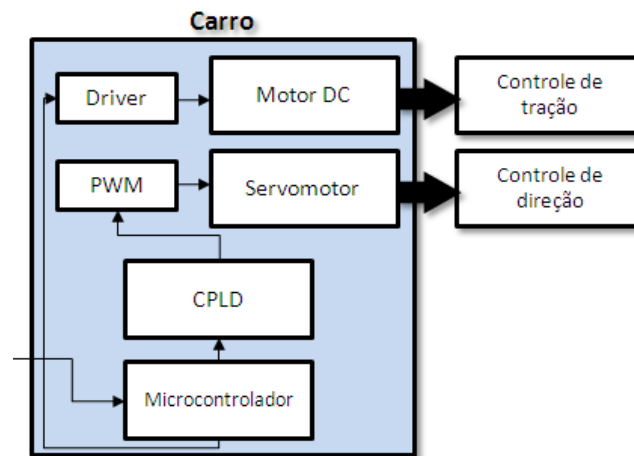 Carro
Driver
Motor DC
Controle de
tração
PWM
Servomotor
Controle de
direção
CPLD
Microcontrolador